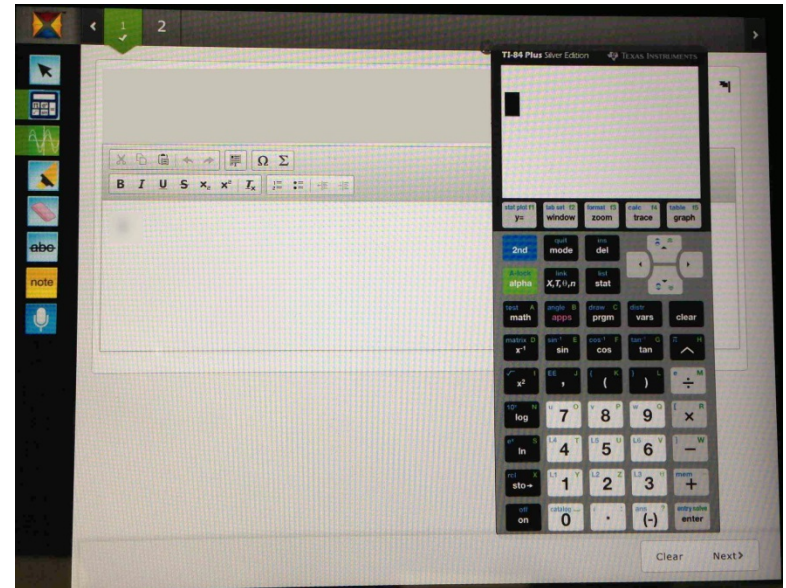 1 2
TI-84 Plus Silver Edition TEXAS INSTRUMENTS
Ω Σ
B I U S x₂ x² Tx
stat plot f1 tbl set f2 format f3 calc f4 table f5
y= window zoom trace graph
quit ins
2nd mode del
A-lock link list
alpha X,T,θ,n stat
test A angle B draw C distr
math apps prgm vars clear
matrix D sin⁻¹ E cos⁻¹ F tan⁻¹ G π H
x⁻¹ sin cos tan ^
√ I EE J { K } L e M
x² , ( ) ÷
10ˣ N u O v P w Q [ R
log 7 8 9 ×
eˣ S L4 T L5 U L6 V ] W
ln 4 5 6 −
rcl X L1 Y L2 Z L3 mem
sto→ 1 2 3 +
off catalog ans ? entry solve
on 0 . (-) enter
abc
note
Clear Next>